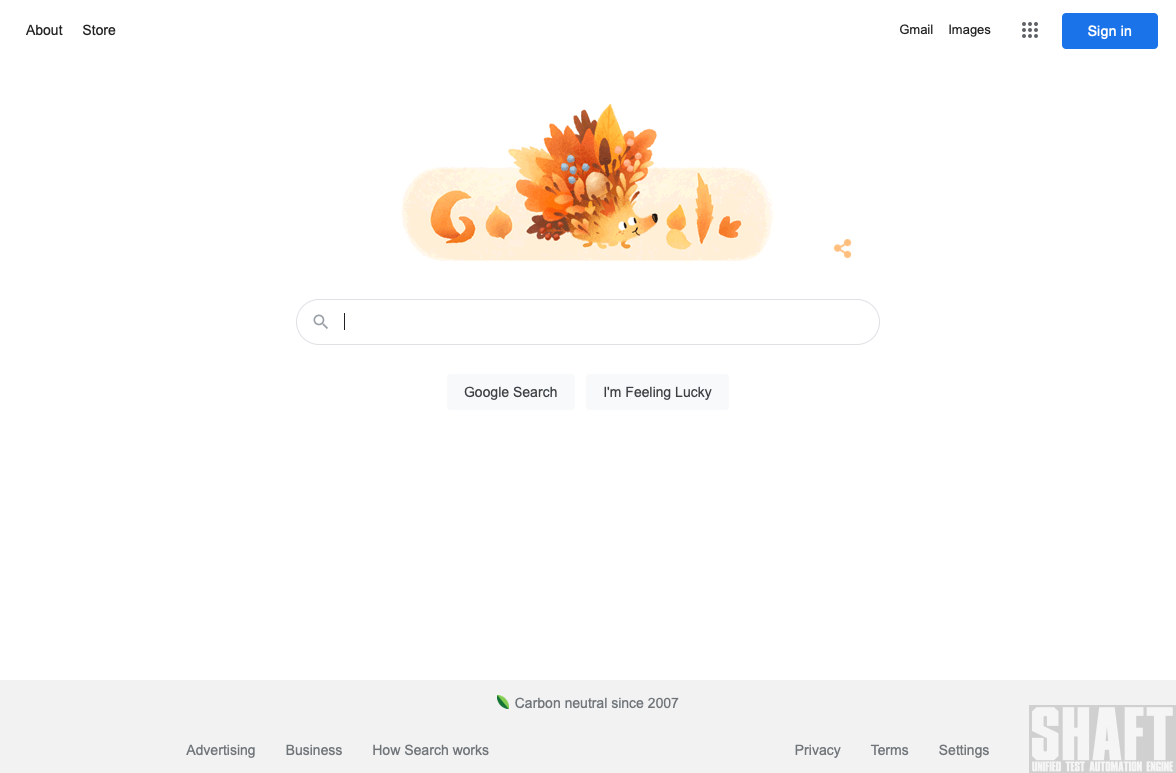 About Store Gmail Images Sign in
Google
Google Search I'm Feeling Lucky
Carbon neutral since 2007
Advertising Business How Search works Privacy Terms Settings
SHAFT
UNIFIED TEST AUTOMATION ENGINE